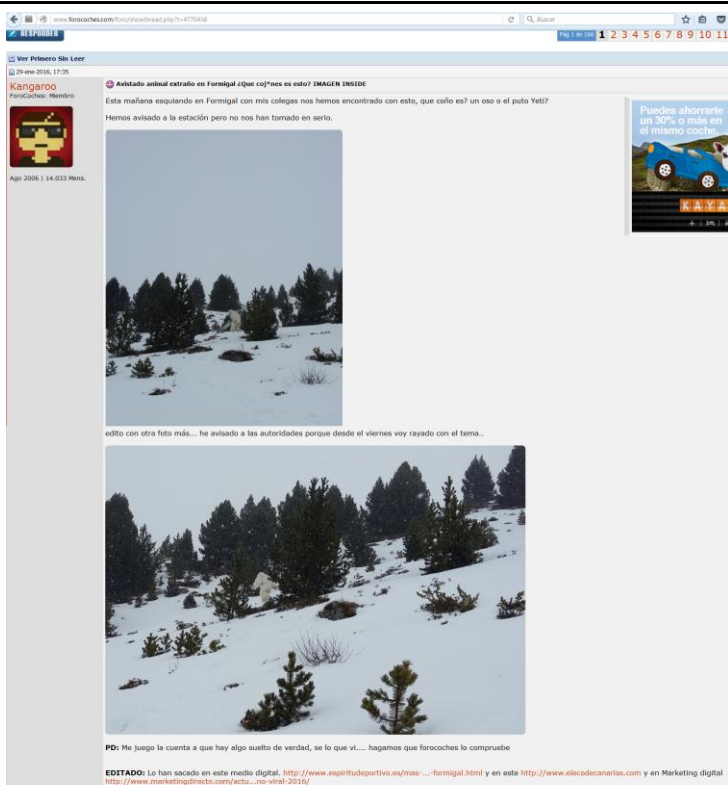 www.forocoches.com/foro/showthread.php?t=4770458
Buscar
RESPONDER
Pág 1 de 166 1 2 3 4 5 6 7 8 9 10 11
Ver Primero Sin Leer
29-ene-2016, 17:35
Kangaroo
ForoCoches: Miembro
Ago 2006 | 14.033 Mens.
Avistado animal extraño en Formigal ¿Que coj*nes es esto? IMAGEN INSIDE
Esta mañana esquiando en Formigal con mis colegas nos hemos encontrado con esto, que coño es? un oso o el puto Yeti?
Hemos avisado a la estación pero no nos han tomado en serio.
Puedes ahorrarte
un 30% o más en
el mismo coche.
KAYA
edito con otra foto más... he avisado a las autoridades porque desde el viernes voy rayado con el tema..
PD: Me juego la cuenta a que hay algo suelto de verdad, se lo que vi.... hagamos que forocoches lo compruebe
EDITADO: Lo han sacado en este medio digital. http://www.espiritudeportivo.es/mas-...-formigal.html y en este http://www.elecodecanarias.com y en Marketing digital
http://www.marketingdirecto.com/actu...no-viral-2016/